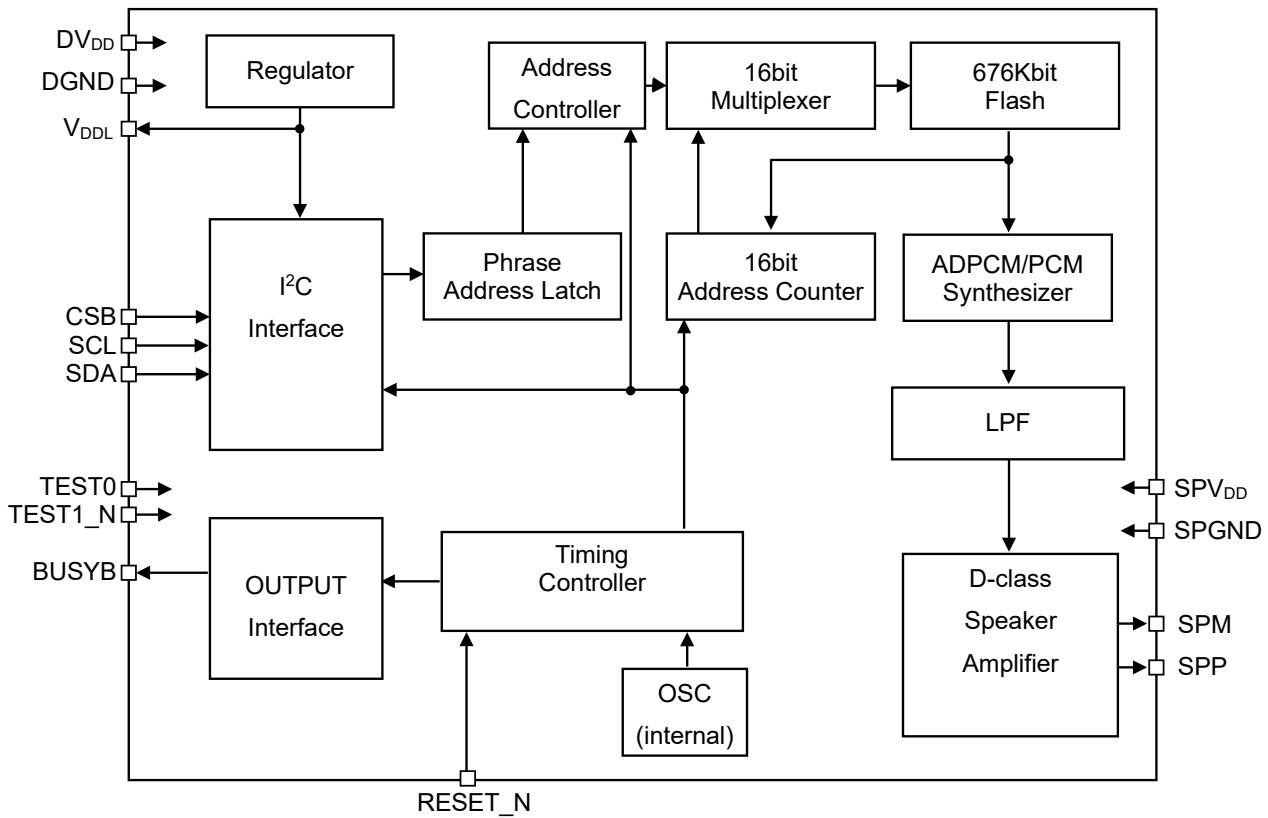 DVDD
DGND
VDDL
Regulator
Address
Controller
16bit
Multiplexer
676Kbit
Flash
I2C
Interface
Phrase
Address Latch
16bit
Address Counter
ADPCM/PCM
Synthesizer
CSB
SCL
SDA
LPF
TEST0
TEST1_N
BUSYB
OUTPUT
Interface
Timing
Controller
OSC
(internal)
RESET_N
D-class
Speaker
Amplifier
SPVDD
SPGND
SPM
SPP